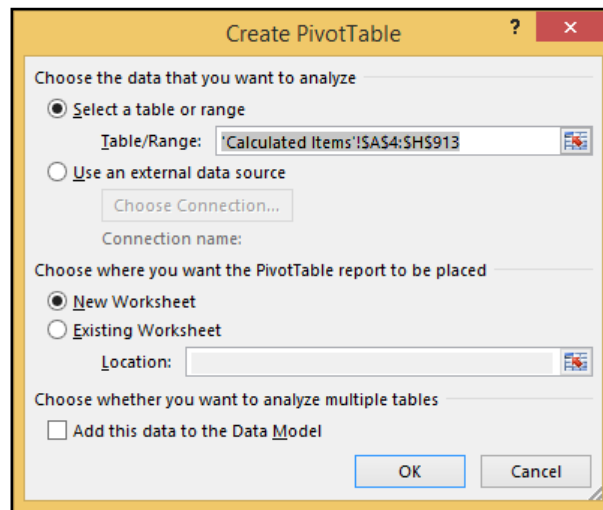 Create PivotTable ? ×
Choose the data that you want to analyze
Select a table or range
Table/Range: 'Calculated Items'!$A$4:$H$913
Use an external data source
Choose Connection...
Connection name:
Choose where you want the PivotTable report to be placed
New Worksheet
Existing Worksheet
Location:
Choose whether you want to analyze multiple tables
Add this data to the Data Model
OK Cancel